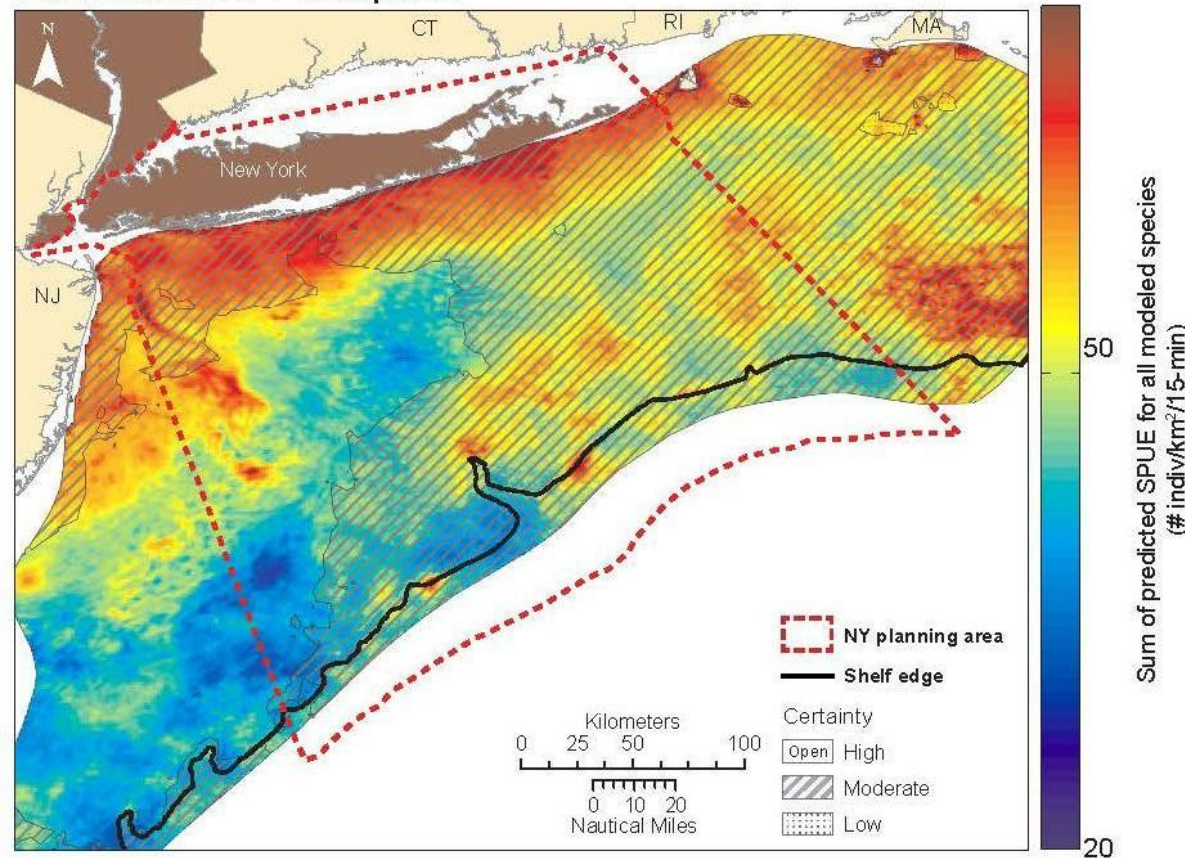 N
CT
RI
MA
New York
NJ
NY planning area
Shelf edge
Certainty
Open High
Moderate
Low
Kilometers
0 25 50 100
0 10 20
Nautical Miles
50
20
Sum of predicted SPUE for all modeled species
(# indiv/km²/15-min)